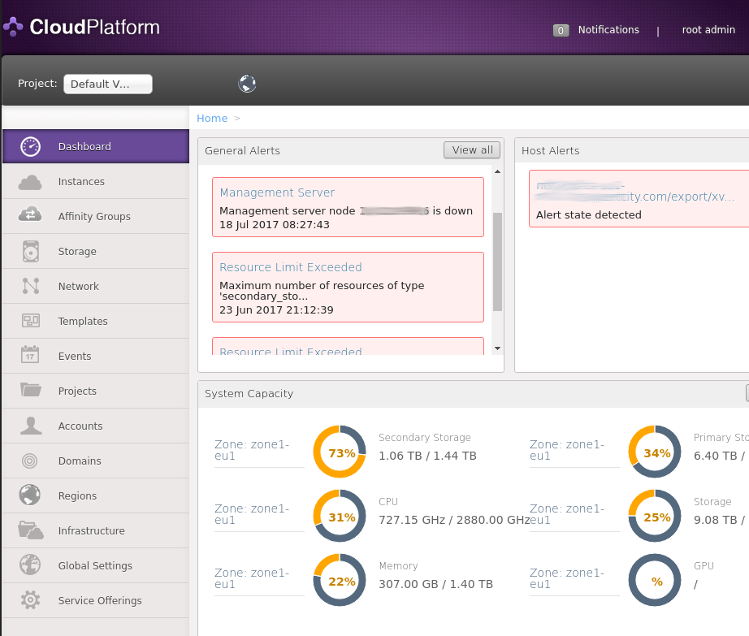 CloudPlatform
0 Notifications | root admin
Project: Default V...
Home >
Dashboard
Instances
Affinity Groups
Storage
Network
Templates
17
Events
Projects
Accounts
Domains
Regions
Infrastructure
Global Settings
Service Offerings
General Alerts
View all
Management Server
Management server node is down
18 Jul 2017 08:27:43
Resource Limit Exceeded
Maximum number of resources of type
'secondary_sto...
23 Jun 2017 21:12:39
Resource Limit Exceeded
Host Alerts
city.com/export/xv...
Alert state detected
System Capacity
Zone: zone1-
eu1
73%
Secondary Storage
1.06 TB / 1.44 TB
Zone: zone1-
eu1
34%
Primary Sto
6.40 TB /
Zone: zone1-
eu1
31%
CPU
727.15 GHz / 2880.00 GHz
Zone: zone1-
eu1
25%
Storage
9.08 TB /
Zone: zone1-
eu1
22%
Memory
307.00 GB / 1.40 TB
Zone: zone1-
eu1
%
GPU
/